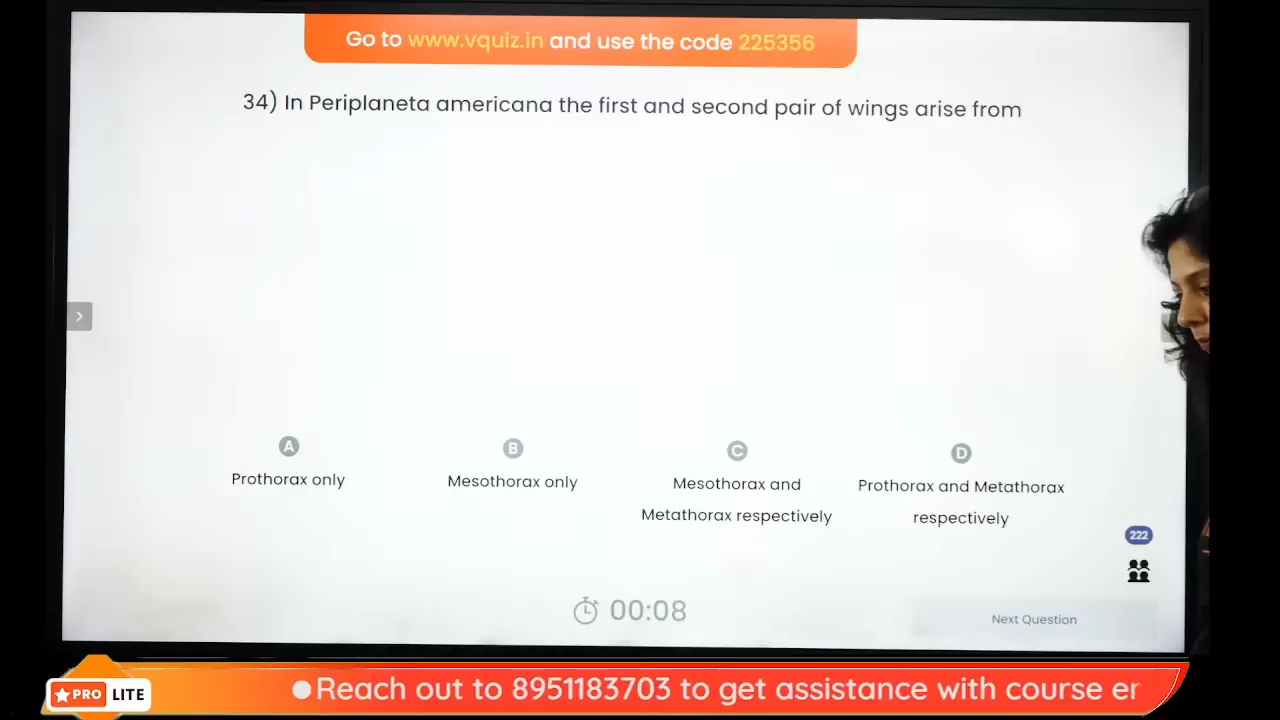 Go to www.vquiz.in and use the code 225356
34) In Periplaneta americana the first and second pair of wings arise from
A
Prothorax only
B
Mesothorax only
C
Mesothorax and
Metathorax respectively
D
Prothorax and Metathorax
respectively
222
00:08
Next Question
PRO LITE
Reach out to 8951183703 to get assistance with course er